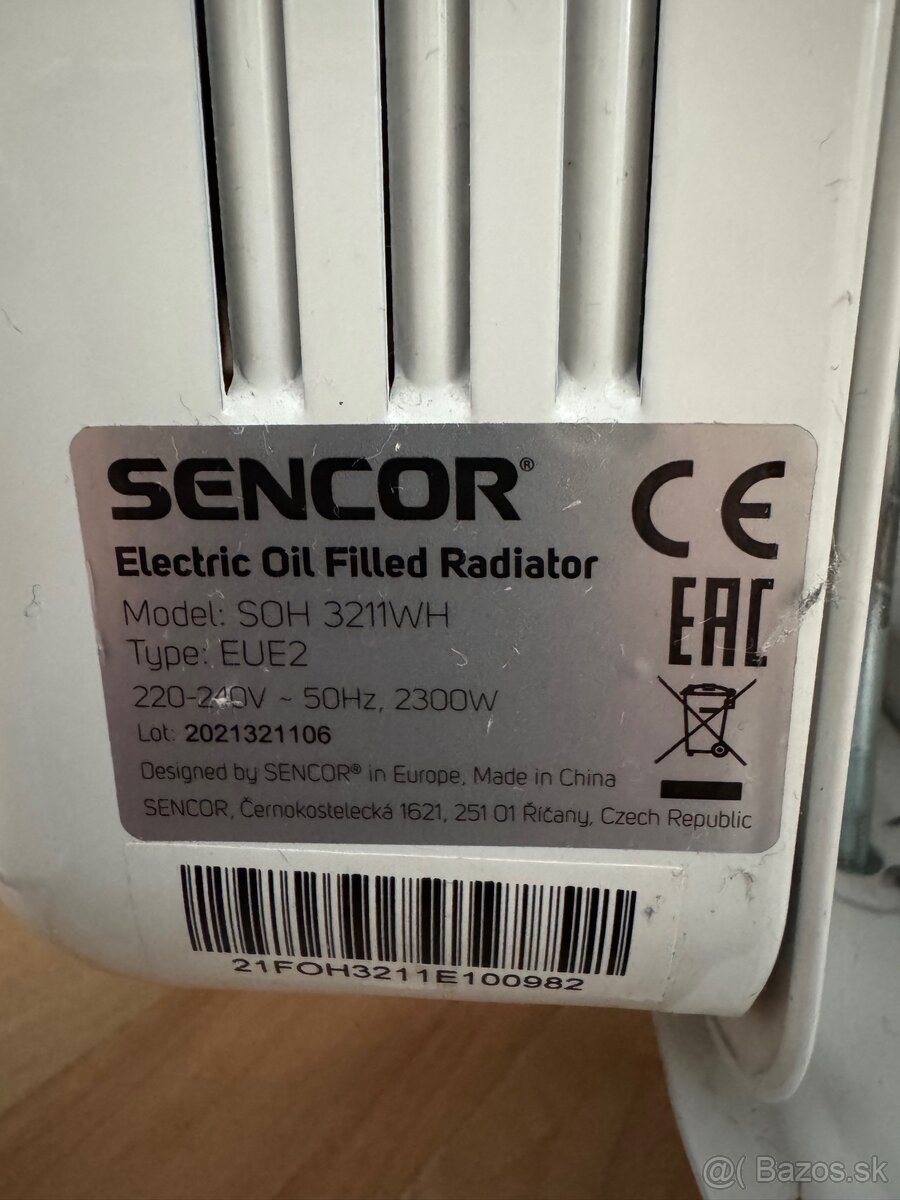 SENCOR®
CE
Electric Oil Filled Radiator
EAC
Model: SOH 3211WH
Type: EUE2
220-240V ~ 50Hz, 2300W
Lot: 2021321106
Designed by SENCOR® in Europe, Made in China
SENCOR, Černokostelecká 1621, 251 01 Říčany, Czech Republic
21FOH3211E100982
@( Bazos.sk